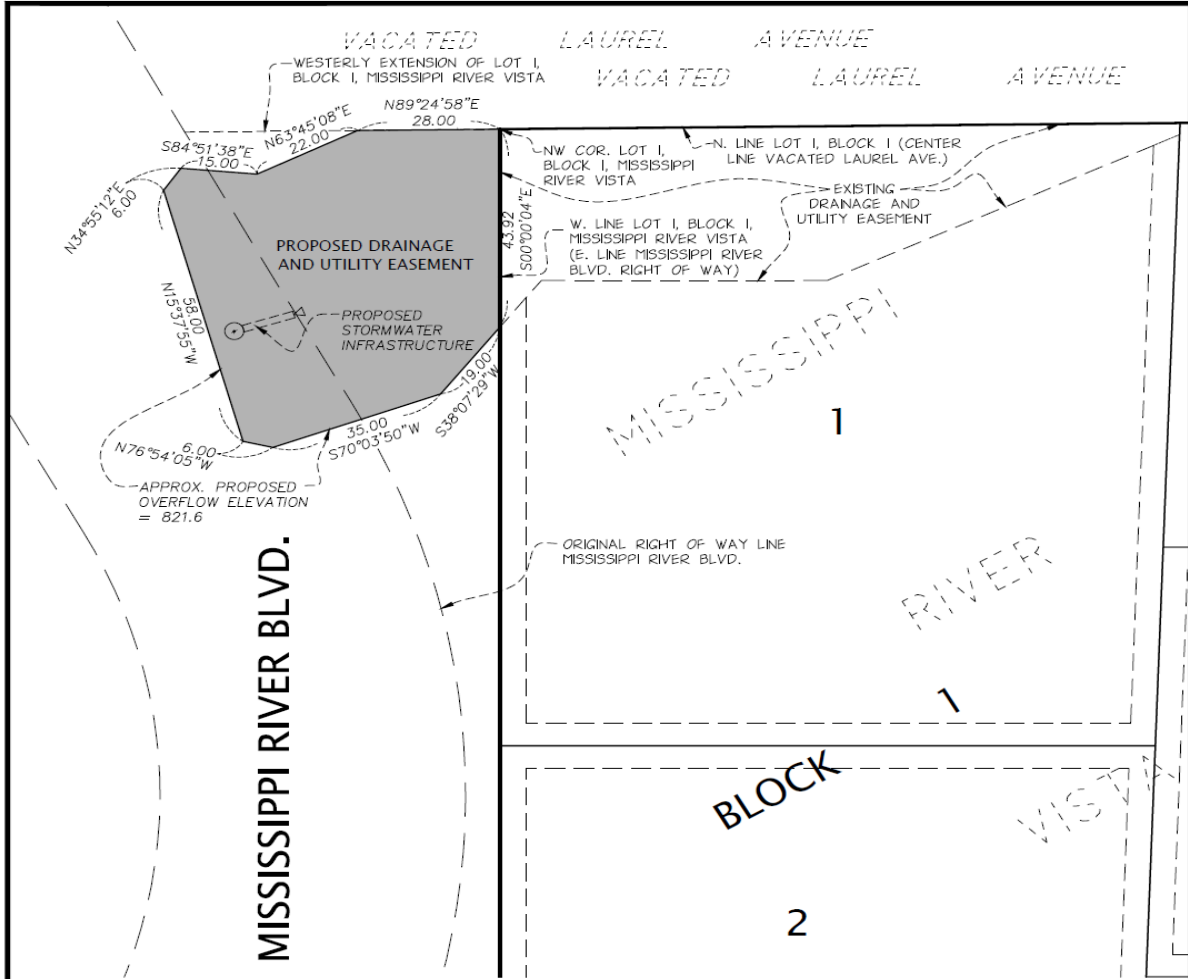 VACATED LAUREL AVENUE
VACATED LAUREL AVENUE
WESTERLY EXTENSION OF LOT 1,
BLOCK 1, MISSISSIPPI RIVER VISTA
N89°24'58"E
28.00
N63°45'08"E
22.00
S84°51'38"E
15.00
N34°55'12"E
6.00
NW COR. LOT 1,
BLOCK 1, MISSISSIPPI
RIVER VISTA
N. LINE LOT 1, BLOCK 1 (CENTER
LINE VACATED LAUREL AVE.)
EXISTING
DRAINAGE AND
UTILITY EASEMENT
43.92
S00°00'04"E
W. LINE LOT 1, BLOCK 1,
MISSISSIPPI RIVER VISTA
(E. LINE MISSISSIPPI RIVER
BLVD. RIGHT OF WAY)
PROPOSED DRAINAGE
AND UTILITY EASEMENT
58.00
N15°37'55"W
PROPOSED
STORMWATER
INFRASTRUCTURE
19.00
S38°07'29"W
35.00
S70°03'50"W
6.00
N76°54'05"W
APPROX. PROPOSED
OVERFLOW ELEVATION
= 821.6
ORIGINAL RIGHT OF WAY LINE
MISSISSIPPI RIVER BLVD.
MISSISSIPPI RIVER BLVD.
MISSISSIPPI
1
RIVER
1
BLOCK
VISTA
2